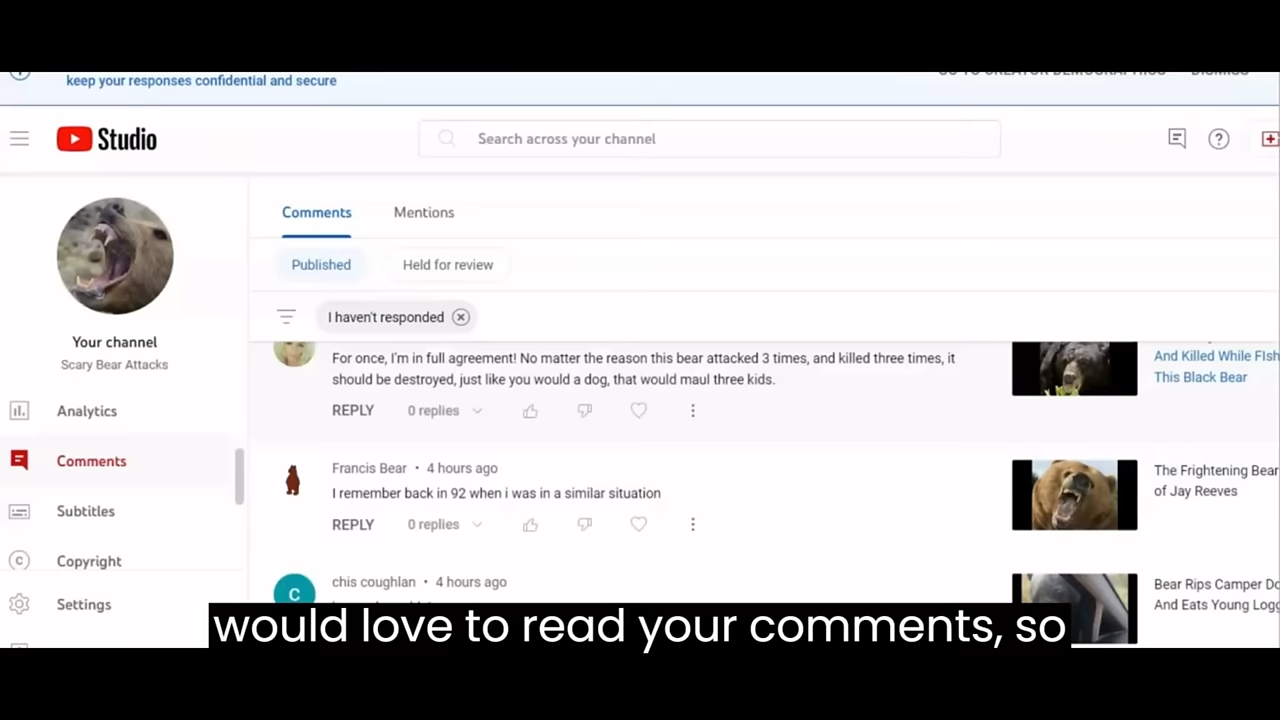 keep your responses confidential and secure
GO TO CREATOR DEMOGRAPHICS DISMISS
Studio
Search across your channel
Your channel
Scary Bear Attacks
Analytics
Comments
Subtitles
Copyright
Settings
Comments Mentions
Published Held for review
I haven't responded
For once, I'm in full agreement! No matter the reason this bear attacked 3 times, and killed three times, it
should be destroyed, just like you would a dog, that would maul three kids.
REPLY 0 replies
And Killed While FIsh
This Black Bear
Francis Bear • 4 hours ago
I remember back in 92 when i was in a similar situation
REPLY 0 replies
The Frightening Bear
of Jay Reeves
C
chis coughlan • 4 hours ago
Bear Rips Camper Do
And Eats Young Logg
would love to read your comments, so